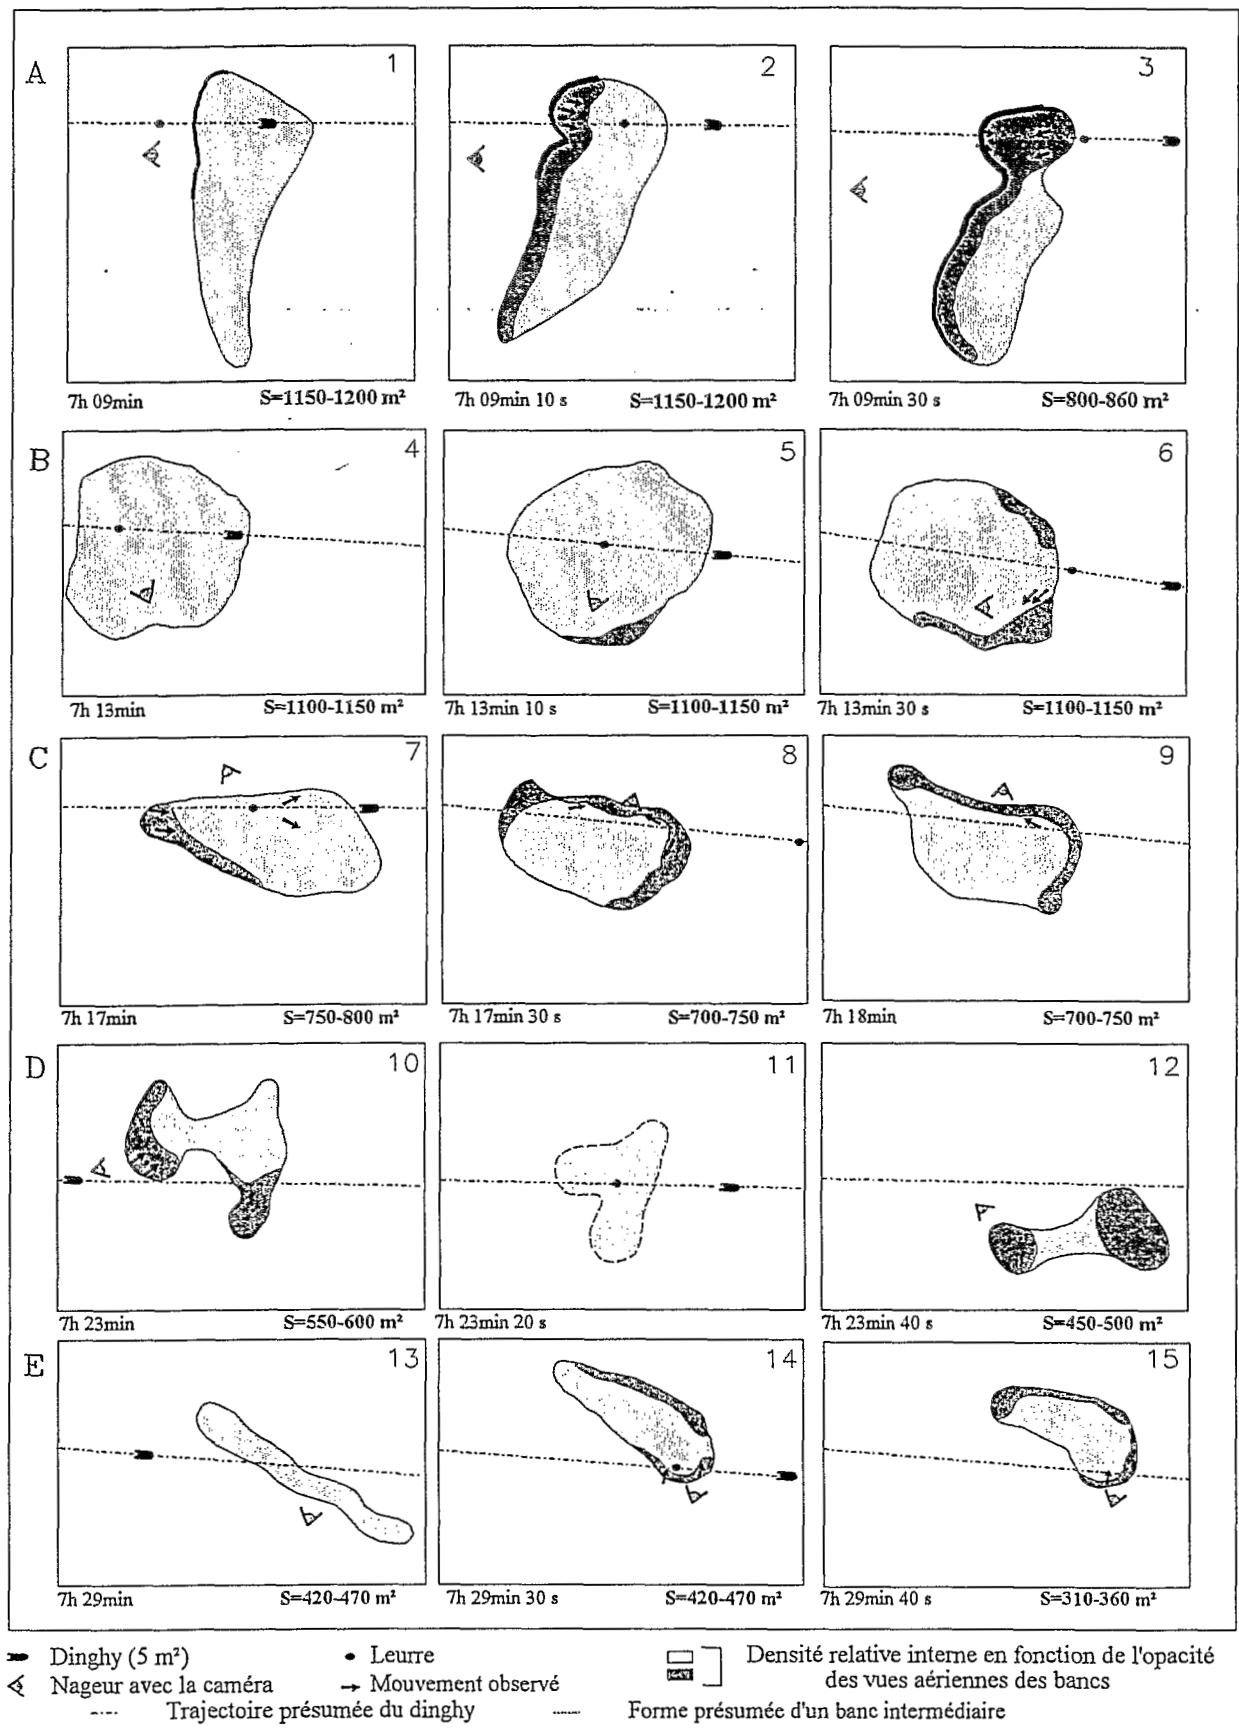 A
1
2
3
7h 09min S=1150-1200 m²
7h 09min 10 s S=1150-1200 m²
7h 09min 30 s S=800-860 m²
B
4
5
6
7h 13min S=1100-1150 m²
7h 13min 10 s S=1100-1150 m²
7h 13min 30 s S=1100-1150 m²
C
7
8
9
7h 17min S=750-800 m²
7h 17min 30 s S=700-750 m²
7h 18min S=700-750 m²
D
10
11
12
7h 23min S=550-600 m²
7h 23min 20 s
7h 23min 40 s S=450-500 m²
E
13
14
15
7h 29min S=420-470 m²
7h 29min 30 s S=420-470 m²
7h 29min 40 s S=310-360 m²
Dinghy (5 m²)
Leurre
Densité relative interne en fonction de l'opacité
des vues aériennes des bancs
Nageur avec la caméra
Mouvement observé
Trajectoire présumée du dinghy
Forme présumée d'un banc intermédiaire